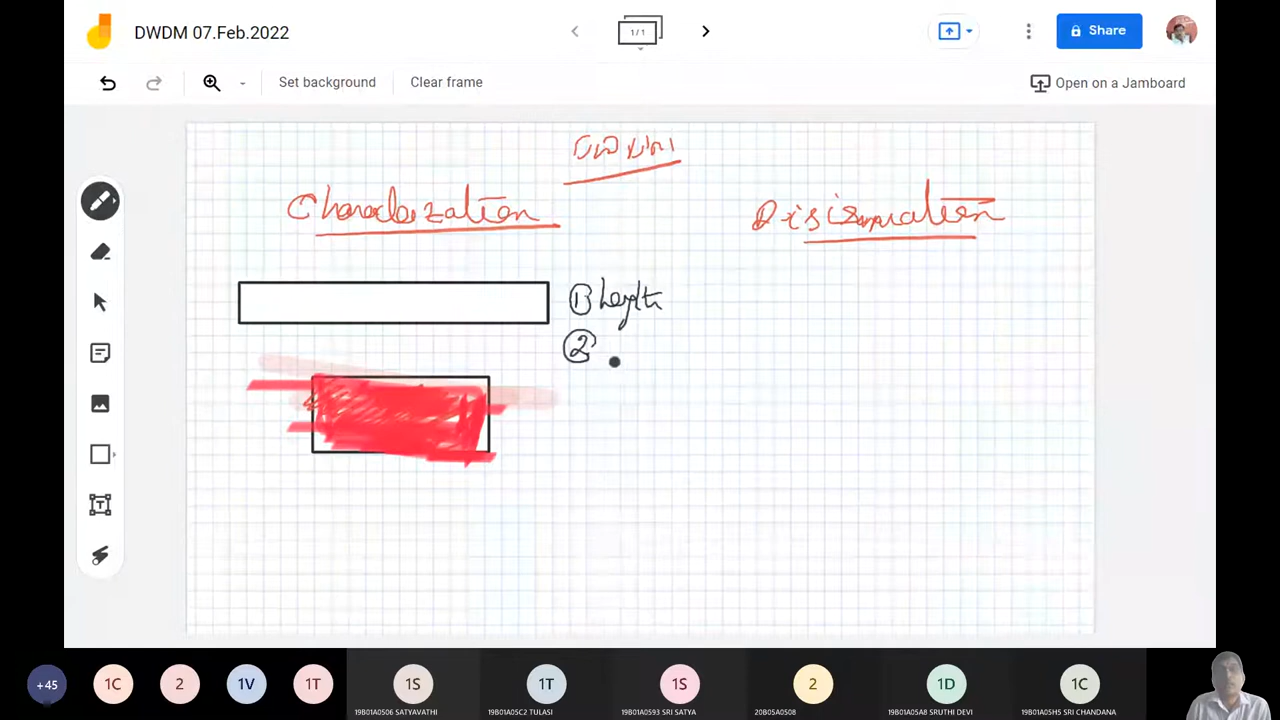 DWDM 07.Feb.2022
1/1
Share
Set background
Clear frame
Open on a Jamboard
DWDM
① Length
②
+45
1C
2
1V
1T
1S
1T
1S
2
1D
1C
19B01A0506 SATYAVATHI
19B01A05C2 TULASI
19B01A0593 SRI SATYA
20B05A0508
19B01A05A8 SRUTHI DEVI
19B01A05H5 SRI CHANDANA